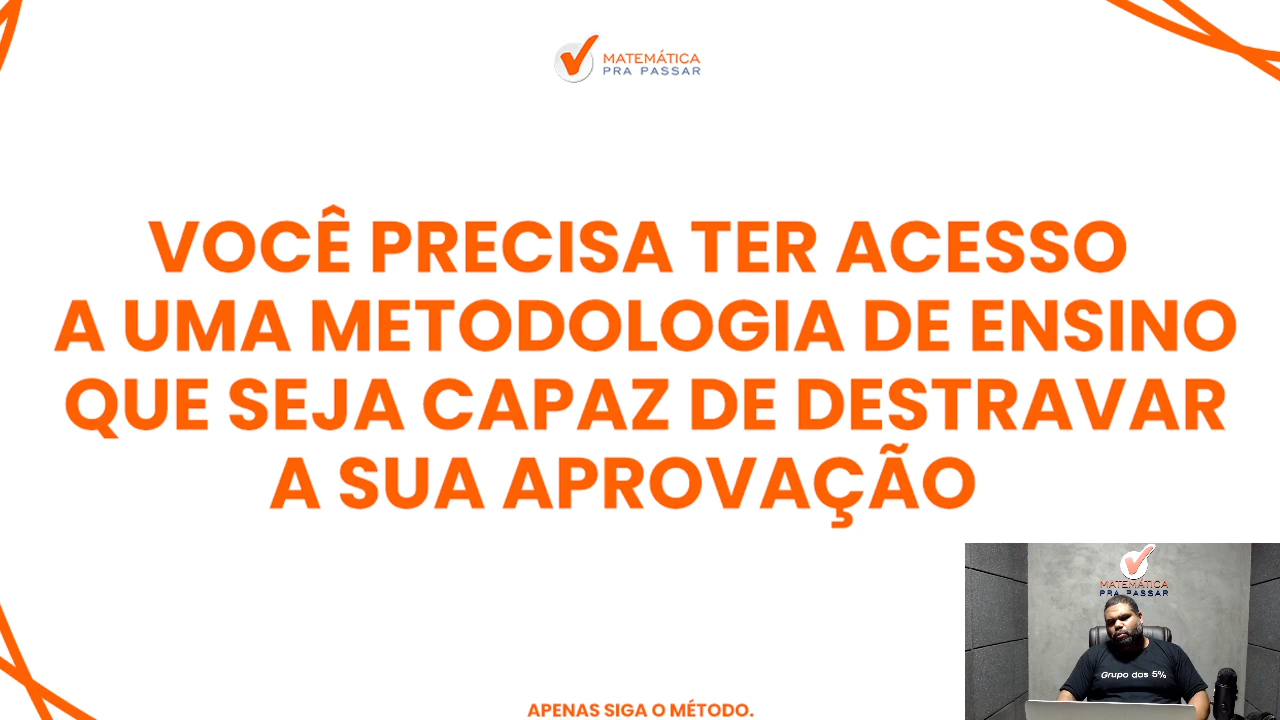 MATEMÁTICA
PRA PASSAR
VOCÊ PRECISA TER ACESSO
A UMA METODOLOGIA DE ENSINO
QUE SEJA CAPAZ DE DESTRAVAR
A SUA APROVAÇÃO
MATEMÁTICA
PRA PASSAR
Grupo dos 5%
APENAS SIGA O MÉTODO.